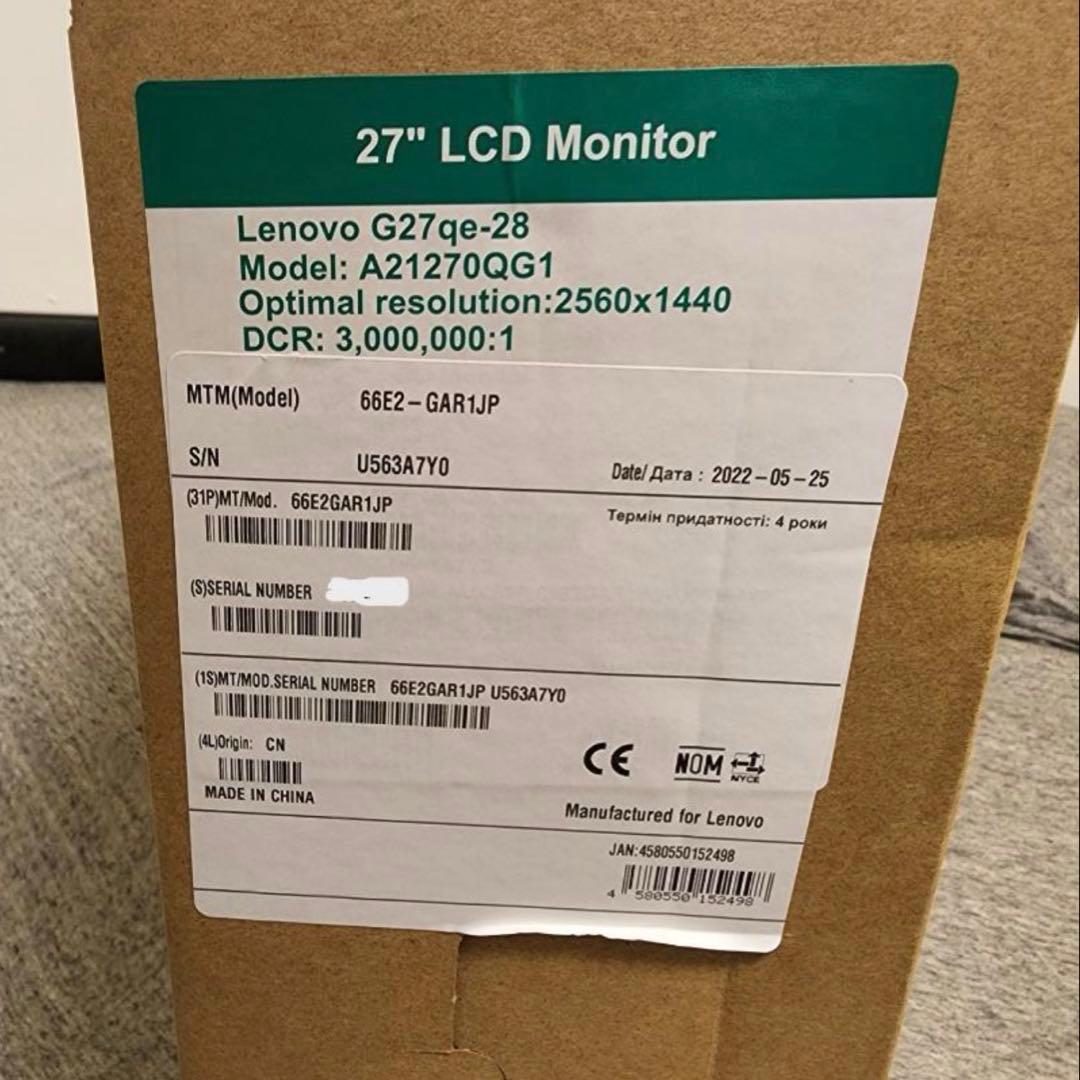 27" LCD Monitor
Lenovo G27qe-28
Model: A21270QG1
Optimal resolution:2560x1440
DCR: 3,000,000:1
MTM(Model) 66E2-GAR1JP
S/N U563A7Y0 Date/Дата : 2022-05-25
(31P)MT/Mod. 66E2GAR1JP
Термін придатності: 4 роки
(S)SERIAL NUMBER
(1S)MT/MOD.SERIAL NUMBER 66E2GAR1JP U563A7Y0
(4L)Origin: CN
CE NOM NYCE
MADE IN CHINA
Manufactured for Lenovo
JAN:4580550152498
4 580550 152498